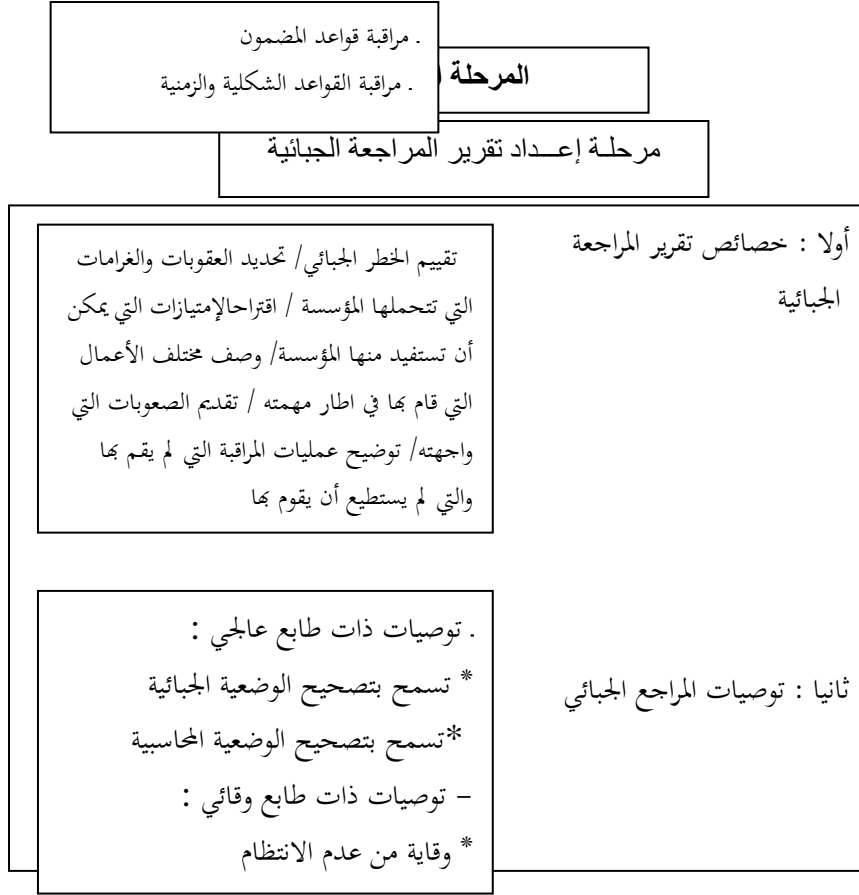 . مراقبة قواعد المضمون
. مراقبة القواعد الشكلية والزمنية
المرحلة
مرحلـة إعـــداد تقرير المراجعة الجبائية
أولا : خصائص تقرير المراجعة
الجبائية
تقييم الخطر الجبائي/ تحديد العقوبات والغرامات
التي تتحملها المؤسسة / اقتراحالإمتيازات التي يمكن
أن تستفيد منها المؤسسة/ وصف مختلف الأعمال
التي قام بها في اطار مهمته / تقديم الصعوبات التي
واجهته/ توضيح عمليات المراقبة التي لم يقم بها
والتي لم يستطيع أن يقوم بها
ثانيا : توصيات المراجع الجبائي
. توصيات ذات طابع عالجي :
* تسمح بتصحيح الوضعية الجبائية
*تسمح بتصحيح الوضعية المحاسبية
– توصيات ذات طابع وقائي :
* وقاية من عدم الانتظام